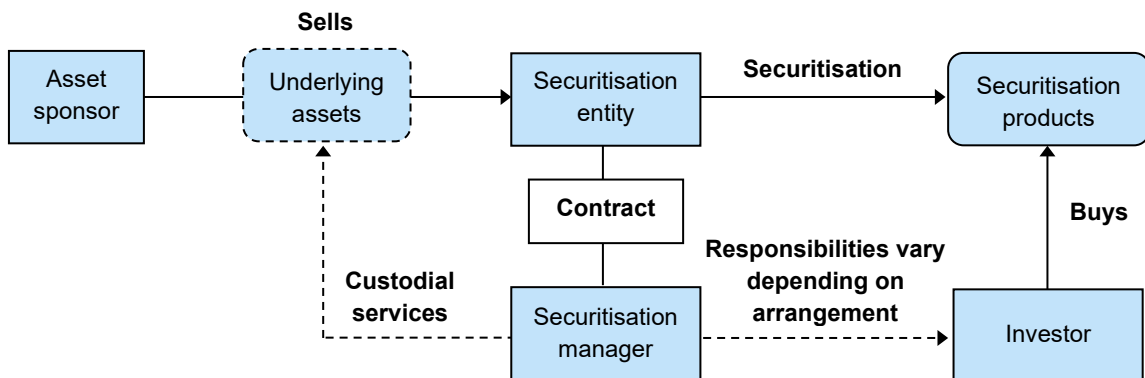 Sells
Asset
sponsor
Underlying
assets
Securitisation
entity
Securitisation
Securitisation
products
Contract
Buys
Custodial
services
Responsibilities vary
depending on
arrangement
Securitisation
manager
Investor